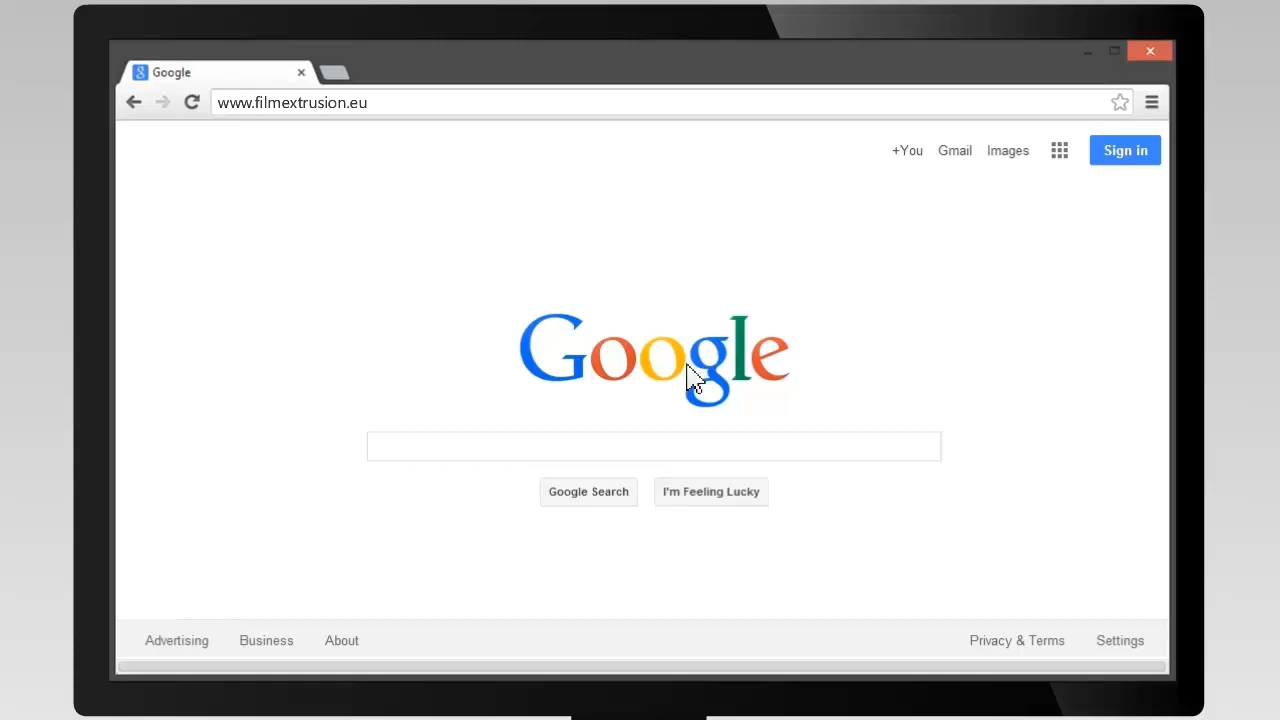 Google
www.filmextrusion.eu
+You Gmail Images Sign in
Google
Google Search I'm Feeling Lucky
Advertising Business About Privacy & Terms Settings